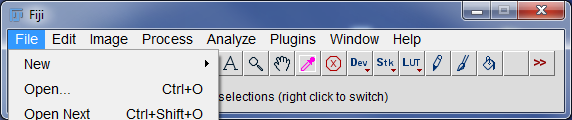 Fiji
File Edit Image Process Analyze Plugins Window Help
New
A Dev Stk LUT >>
Open... Ctrl+O
selections (right click to switch)
Open Next Ctrl+Shift+O